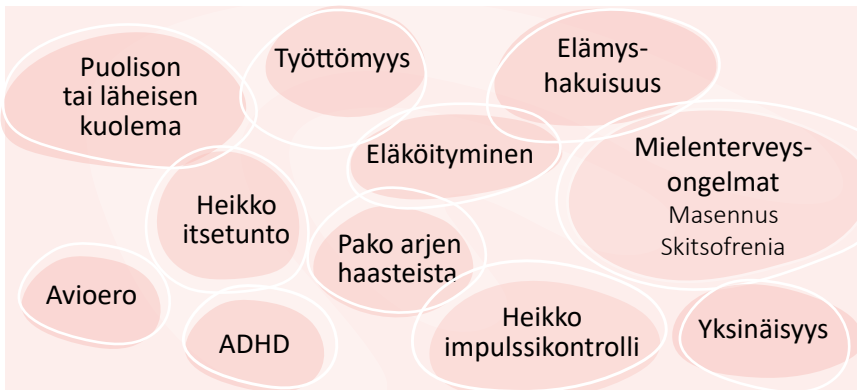 Puolison
tai läheisen
kuolema
Työttömyys
Elämys-
hakuisuus
Eläköityminen
Mielenterveys-
ongelmat
Masennus
Skitsofrenia
Heikko
itsetunto
Pako arjen
haasteista
Avioero
ADHD
Heikko
impulssikontrolli
Yksinäisyys